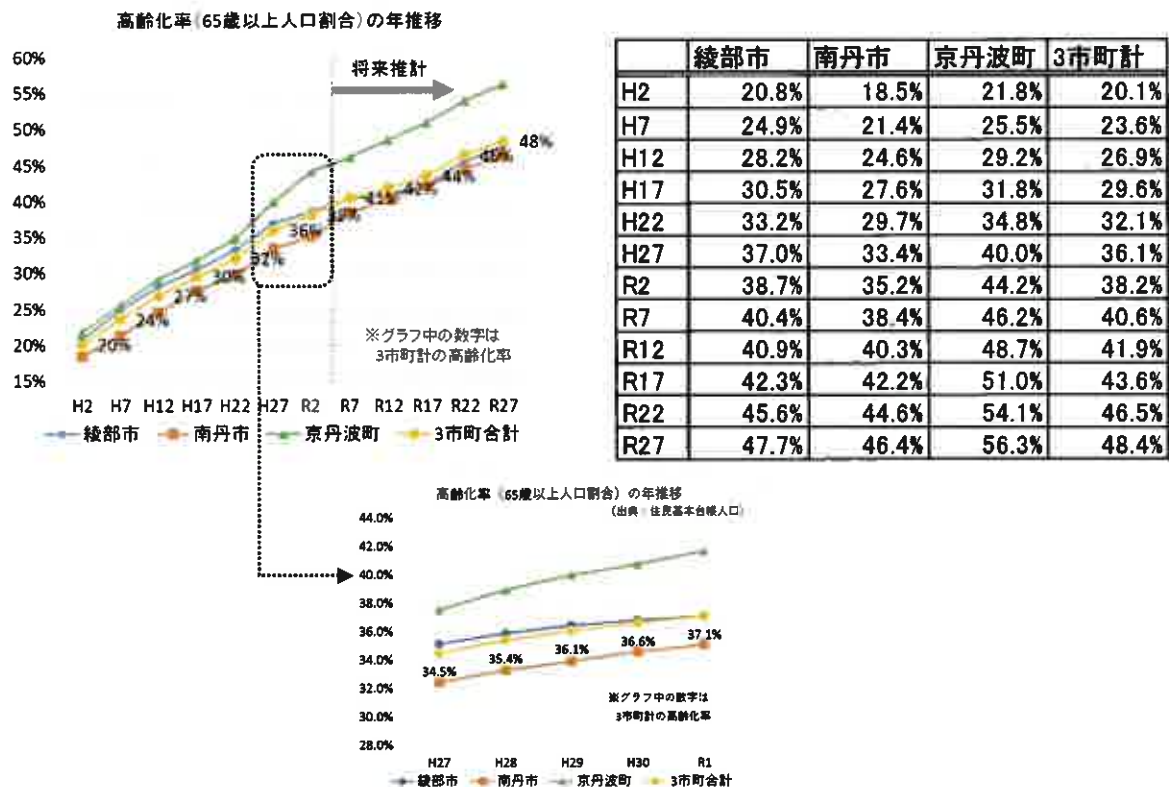 高齢化率(65歳以上人口割合)の年推移
60%
55%
50%
45%
40%
35%
30%
25%
20%
15%
将来推計
20%
24%
27%
30%
32%
36%
38%
41%
42%
44%
46%
48%
※グラフ中の数字は
3市町計の高齢化率
H2 H7 H12 H17 H22 H27 R2 R7 R12 R17 R22 R27
綾部市 南丹市 京丹波町 3市町合計
綾部市 南丹市 京丹波町 3市町計
H2 20.8% 18.5% 21.8% 20.1%
H7 24.9% 21.4% 25.5% 23.6%
H12 28.2% 24.6% 29.2% 26.9%
H17 30.5% 27.6% 31.8% 29.6%
H22 33.2% 29.7% 34.8% 32.1%
H27 37.0% 33.4% 40.0% 36.1%
R2 38.7% 35.2% 44.2% 38.2%
R7 40.4% 38.4% 46.2% 40.6%
R12 40.9% 40.3% 48.7% 41.9%
R17 42.3% 42.2% 51.0% 43.6%
R22 45.6% 44.6% 54.1% 46.5%
R27 47.7% 46.4% 56.3% 48.4%
高齢化率(65歳以上人口割合)の年推移
(出典:住民基本台帳人口)
44.0%
42.0%
40.0%
38.0%
36.0%
34.0%
32.0%
30.0%
28.0%
34.5%
35.4%
36.1%
36.6%
37.1%
※グラフ中の数字は
3市町計の高齢化率
H27 H28 H29 H30 R1
綾部市 南丹市 京丹波町 3市町合計